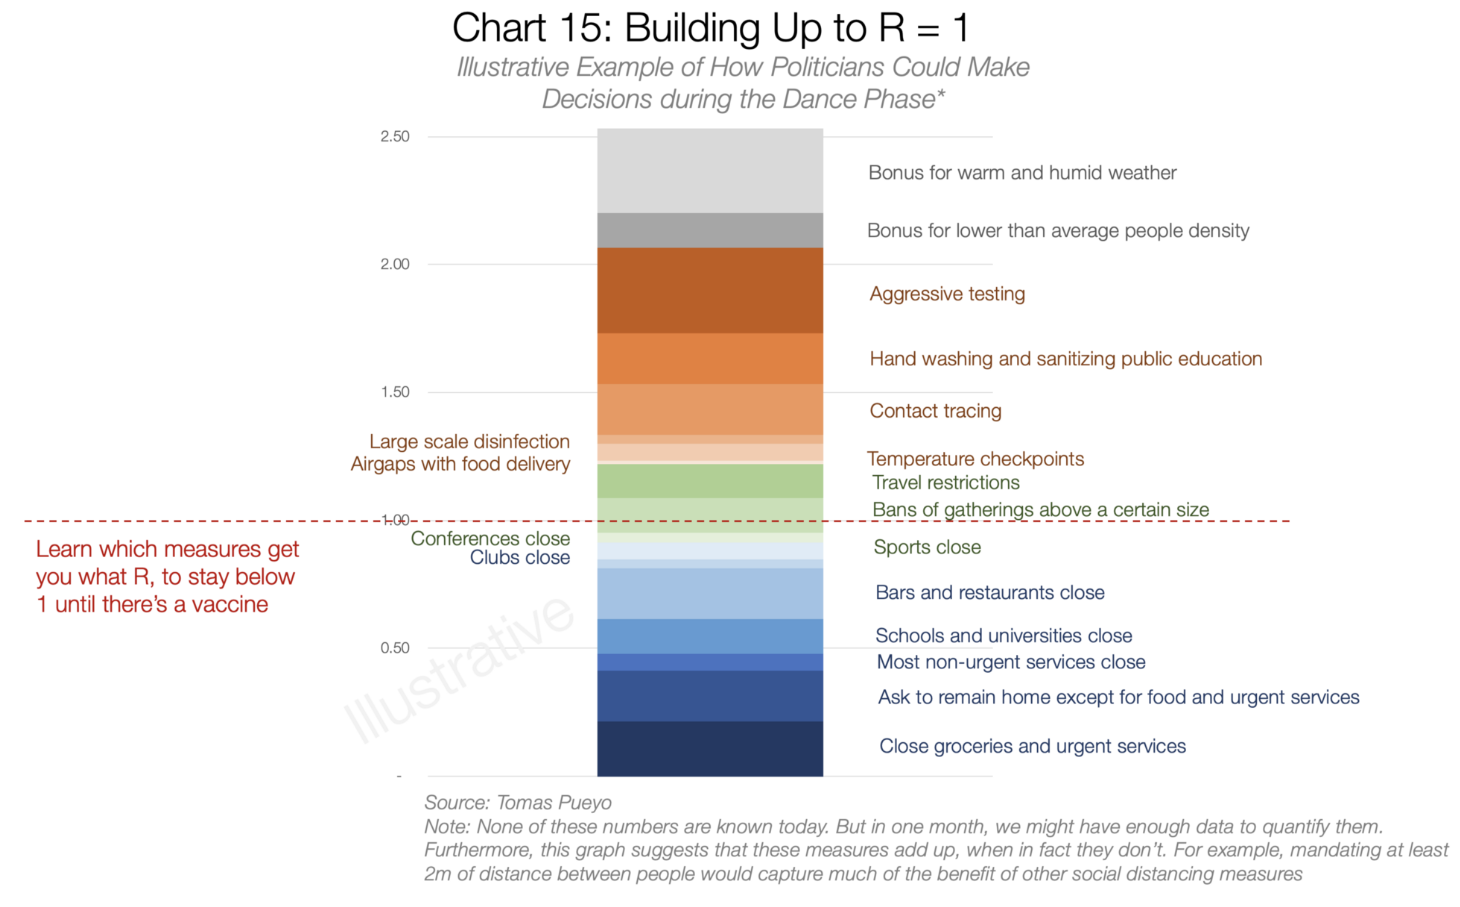 Chart 15: Building Up to R = 1
Illustrative Example of How Politicians Could Make
Decisions during the Dance Phase*
2.50
Bonus for warm and humid weather
Bonus for lower than average people density
2.00
Aggressive testing
Hand washing and sanitizing public education
1.50
Contact tracing
Large scale disinfection
Airgaps with food delivery
Temperature checkpoints
Travel restrictions
Bans of gatherings above a certain size
1.00
Conferences close
Sports close
Clubs close
Learn which measures get
you what R, to stay below
1 until there's a vaccine
Bars and restaurants close
Schools and universities close
0.50
Most non-urgent services close
Ask to remain home except for food and urgent services
Close groceries and urgent services
-
Illustrative
Source: Tomas Pueyo
Note: None of these numbers are known today. But in one month, we might have enough data to quantify them.
Furthermore, this graph suggests that these measures add up, when in fact they don't. For example, mandating at least
2m of distance between people would capture much of the benefit of other social distancing measures